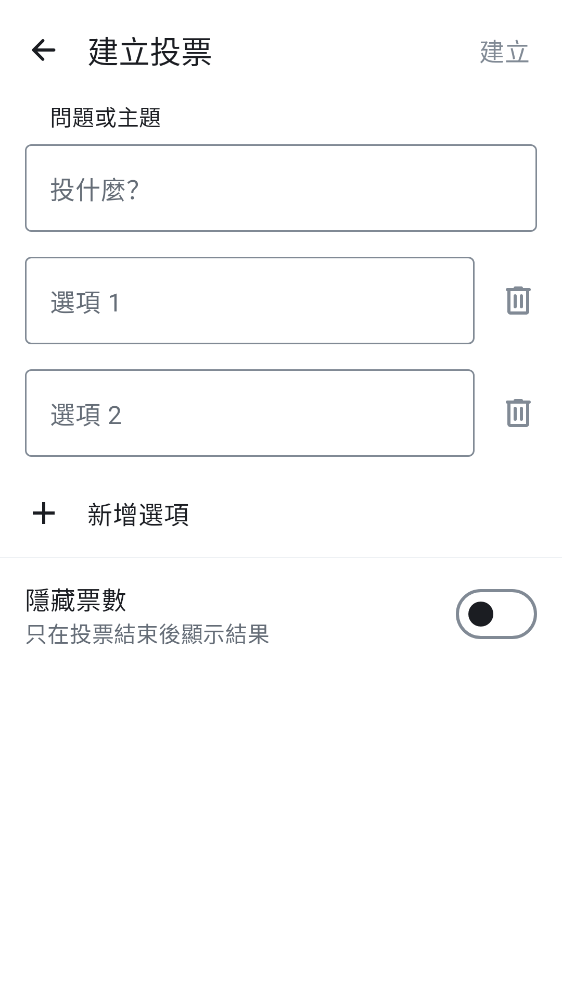 建立投票
建立
問題或主題
投什麼?
選項 1
選項 2
新增選項
隱藏票數
只在投票結束後顯示結果